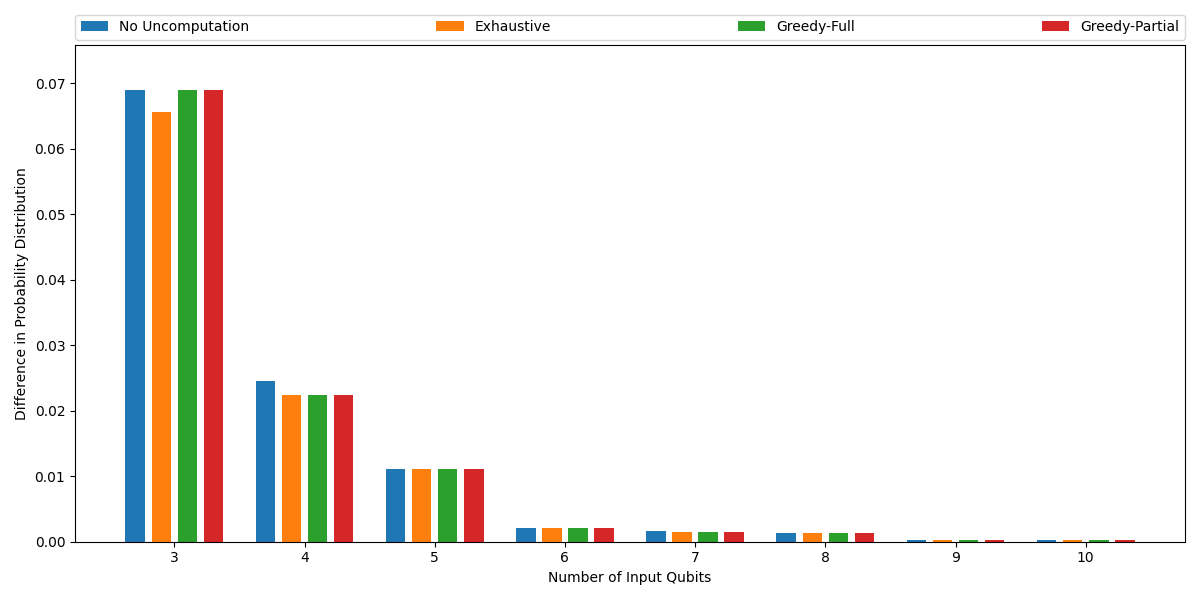 No Uncomputation Exhaustive Greedy-Full Greedy-Partial
0.07
0.06
0.05
0.04
0.03
0.02
0.01
0.00
Difference in Probability Distribution
3 4 5 6 7 8 9 10
Number of Input Qubits